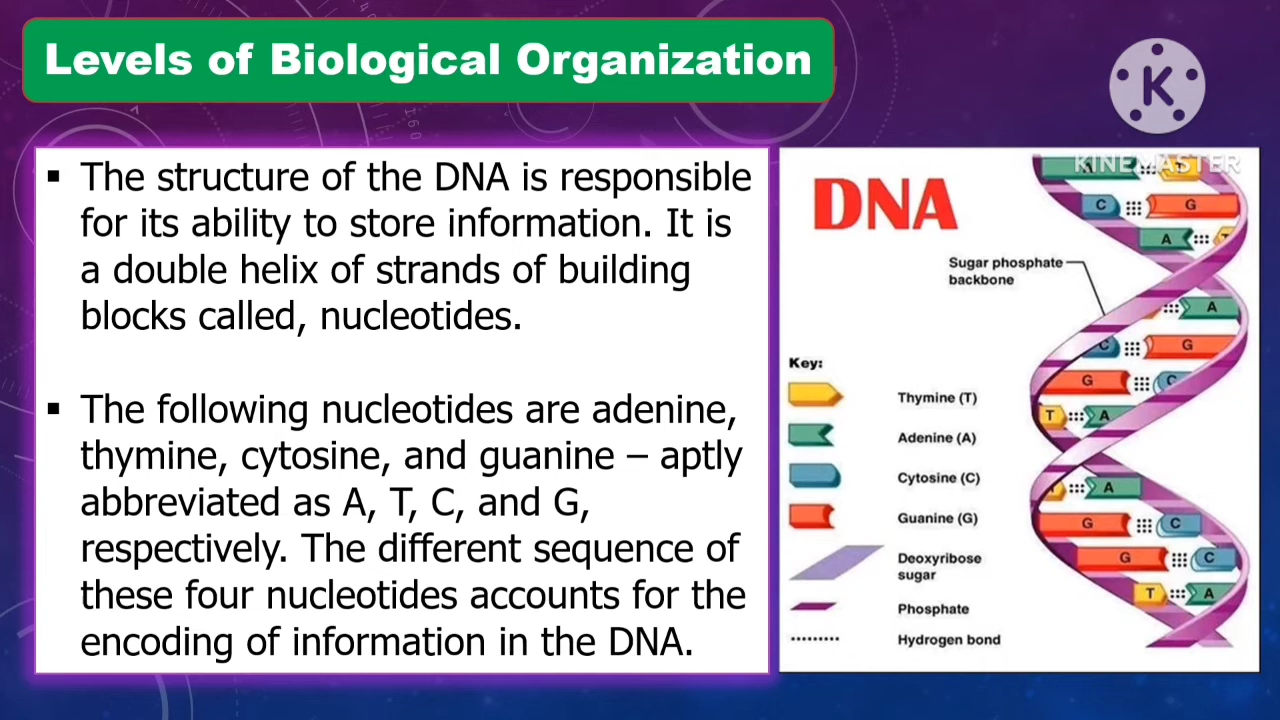 Levels of Biological Organization
K
KINEMASTER
▪ The structure of the DNA is responsible
for its ability to store information. It is
a double helix of strands of building
blocks called, nucleotides.
▪ The following nucleotides are adenine,
thymine, cytosine, and guanine – aptly
abbreviated as A, T, C, and G,
respectively. The different sequence of
these four nucleotides accounts for the
encoding of information in the DNA.
DNA
Sugar phosphate
backbone
Key:
Thymine (T)
Adenine (A)
Cytosine (C)
Guanine (G)
Deoxyribose
sugar
Phosphate
Hydrogen bond
A T
C G
A T
A
C G
G C
T A
A
G C
G C
T A